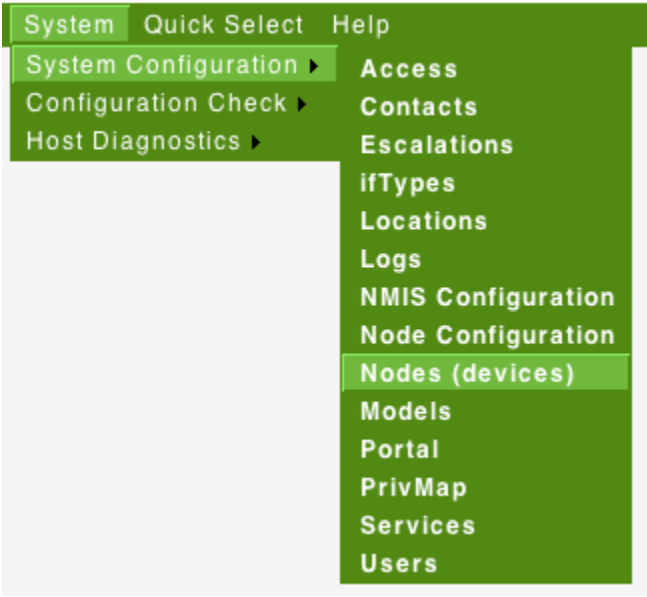 System Quick Select Help
System Configuration
Configuration Check
Host Diagnostics
Access
Contacts
Escalations
ifTypes
Locations
Logs
NMIS Configuration
Node Configuration
Nodes (devices)
Models
Portal
PrivMap
Services
Users